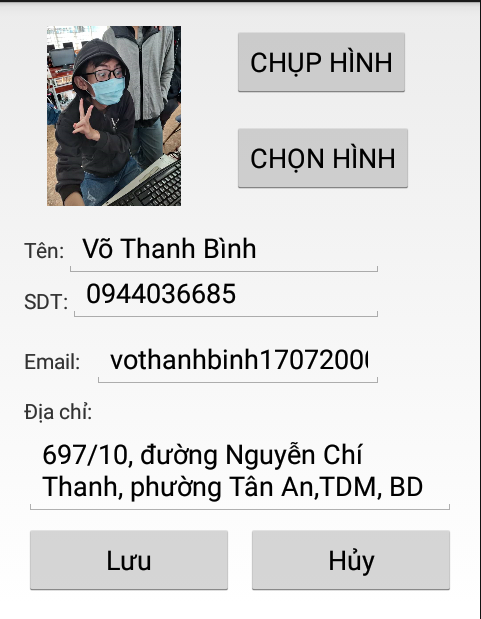 CHỤP HÌNH
CHỌN HÌNH
Tên: Võ Thanh Bình
SDT: 0944036685
Email: vothanhbinh1707200
Địa chỉ:
697/10, đường Nguyễn Chí
Thanh, phường Tân An,TDM, BD
Lưu Hủy